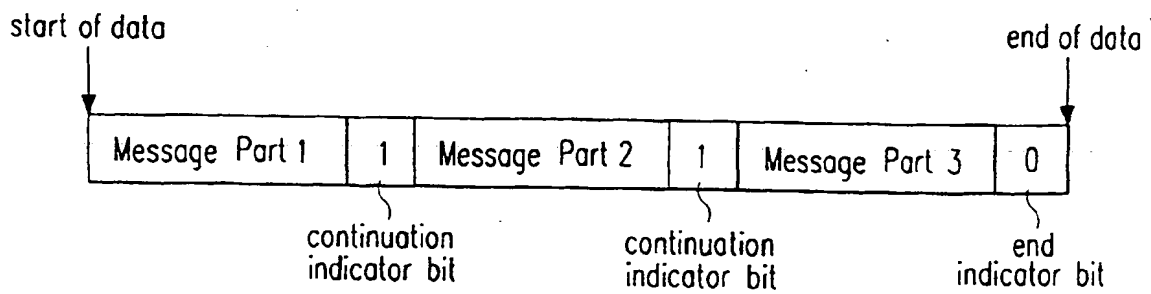 start of data
end of data
Message Part 1 1 Message Part 2 1 Message Part 3 0
continuation
indicator bit
continuation
indicator bit
end
indicator bit